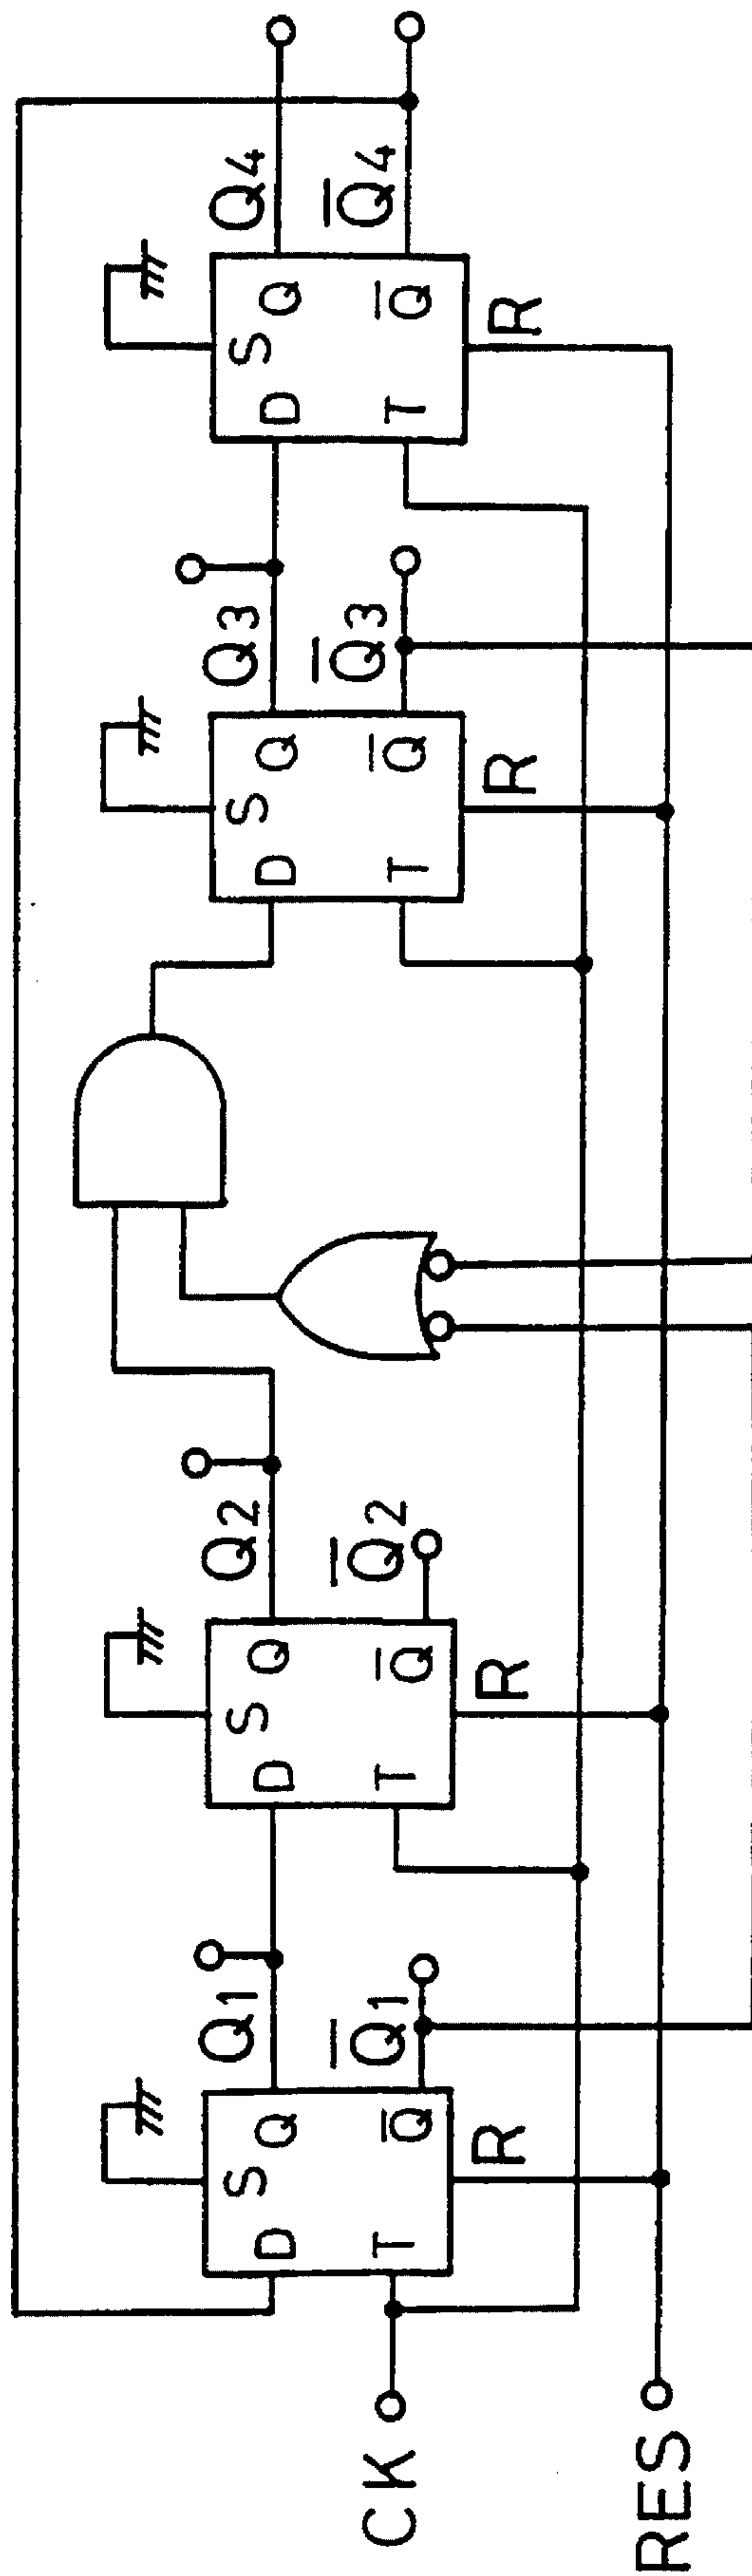 Q1 Q2 Q3 Q4
S S S S
D Q D Q D Q D Q
Q̅1 Q̅2 Q̅3 Q̅4
CK T Q̅ T Q̅ T Q̅ T Q̅
R R R R
RES